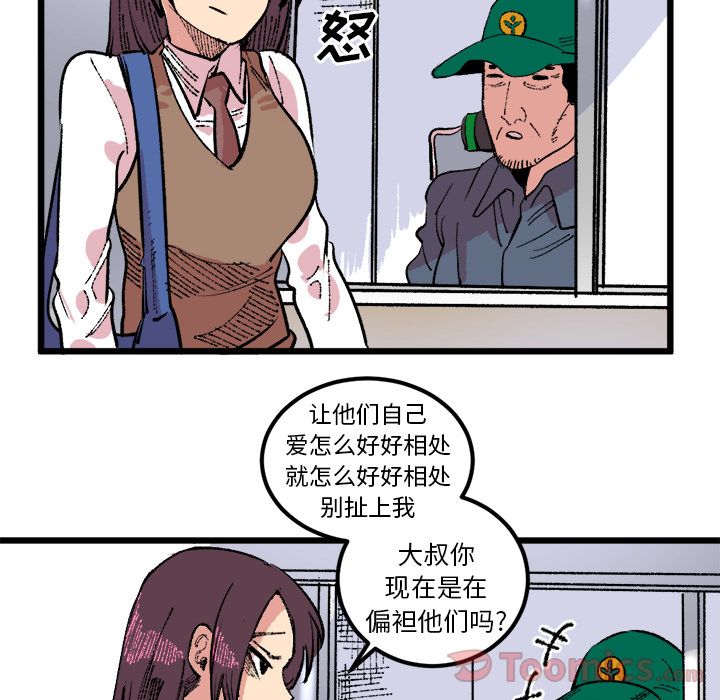 怒
让他们自己
爱怎么好好相处
就怎么好好相处
别扯上我
大叔你
现在是在
偏袒他们吗?
Toomics.com